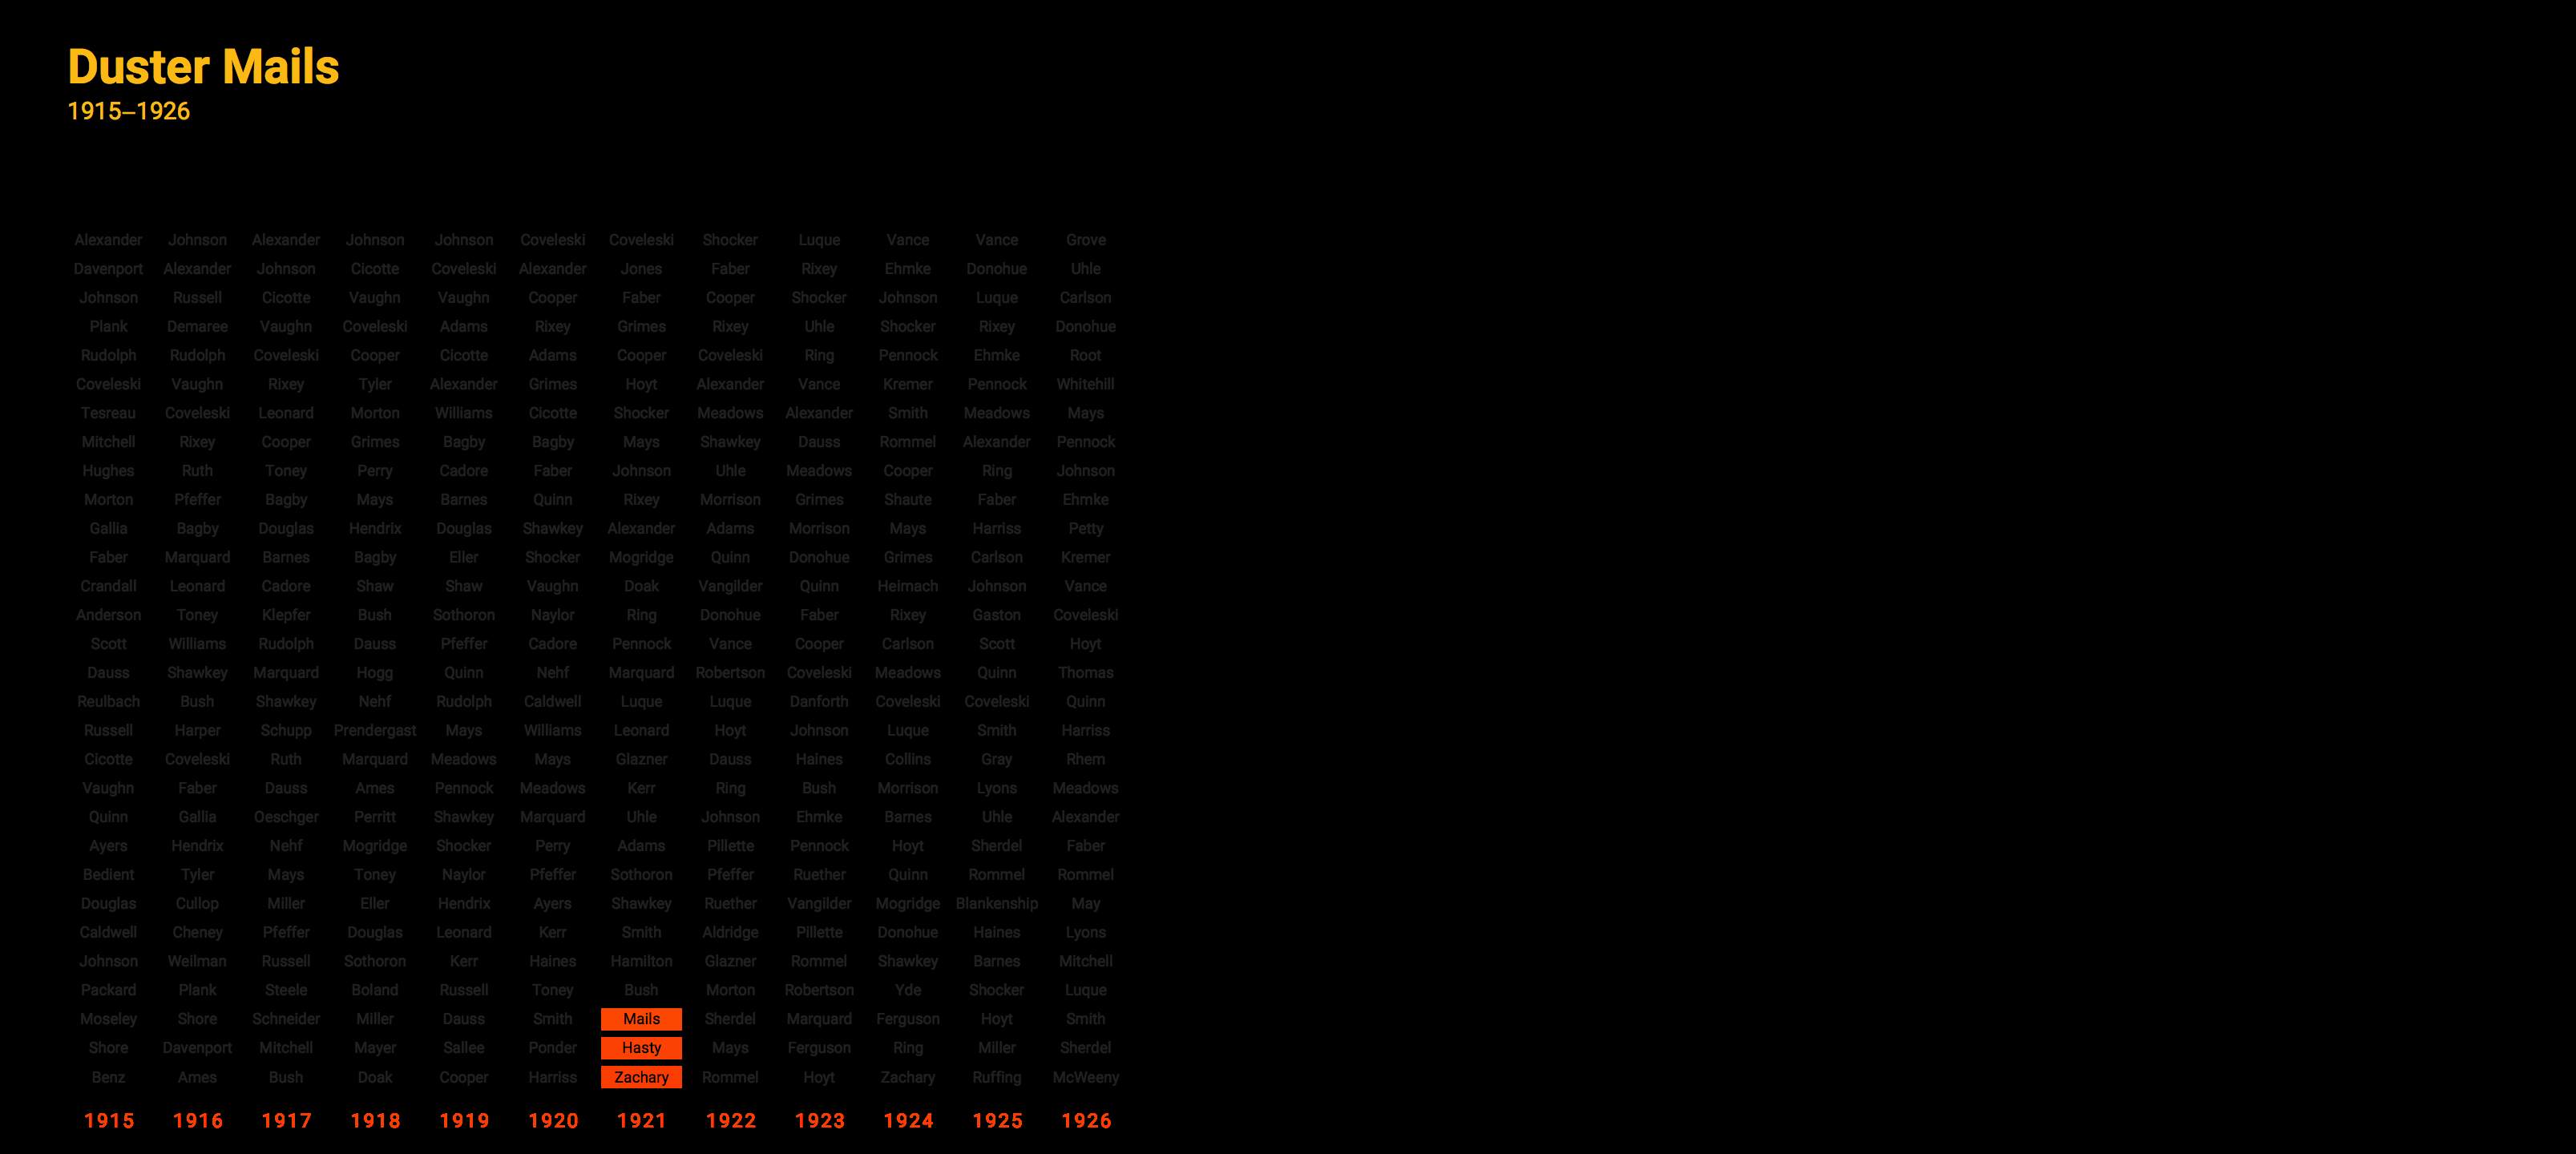 Duster Mails
1915–1926
Alexander Johnson Alexander Johnson Johnson Coveleski Coveleski Shocker Luque Vance Vance Grove
Davenport Alexander Johnson Cicotte Coveleski Alexander Jones Faber Rixey Ehmke Donohue Uhle
Johnson Russell Cicotte Vaughn Vaughn Cooper Faber Cooper Shocker Johnson Luque Carlson
Plank Demaree Vaughn Coveleski Adams Rixey Grimes Rixey Uhle Shocker Rixey Donohue
Rudolph Rudolph Coveleski Cooper Cicotte Adams Cooper Coveleski Ring Pennock Ehmke Root
Coveleski Vaughn Rixey Tyler Alexander Grimes Hoyt Alexander Vance Kremer Pennock Whitehill
Tesreau Coveleski Leonard Morton Williams Cicotte Shocker Meadows Alexander Smith Meadows Mays
Mitchell Rixey Cooper Grimes Bagby Bagby Mays Shawkey Dauss Rommel Alexander Pennock
Hughes Ruth Toney Perry Cadore Faber Johnson Uhle Meadows Cooper Ring Johnson
Morton Pfeffer Bagby Mays Barnes Quinn Rixey Morrison Grimes Shaute Faber Ehmke
Gallia Bagby Douglas Hendrix Douglas Shawkey Alexander Adams Morrison Mays Harriss Petty
Faber Marquard Barnes Bagby Eller Shocker Mogridge Quinn Donohue Grimes Carlson Kremer
Crandall Leonard Cadore Shaw Shaw Vaughn Doak Vangilder Quinn Heimach Johnson Vance
Anderson Toney Klepfer Bush Sothoron Naylor Ring Donohue Faber Rixey Gaston Coveleski
Scott Williams Rudolph Dauss Pfeffer Cadore Pennock Vance Cooper Carlson Scott Hoyt
Dauss Shawkey Marquard Hogg Quinn Nehf Marquard Robertson Coveleski Meadows Quinn Thomas
Reulbach Bush Shawkey Nehf Rudolph Caldwell Luque Luque Danforth Coveleski Coveleski Quinn
Russell Harper Schupp Prendergast Mays Williams Leonard Hoyt Johnson Luque Smith Harriss
Cicotte Coveleski Ruth Marquard Meadows Mays Glazner Dauss Haines Collins Gray Rhem
Vaughn Faber Dauss Ames Pennock Meadows Kerr Ring Bush Morrison Lyons Meadows
Quinn Gallia Oeschger Perritt Shawkey Marquard Uhle Johnson Ehmke Barnes Uhle Alexander
Ayers Hendrix Nehf Mogridge Shocker Perry Adams Pillette Pennock Hoyt Sherdel Faber
Bedient Tyler Mays Toney Naylor Pfeffer Sothoron Pfeffer Ruether Quinn Rommel Rommel
Douglas Cullop Miller Eller Hendrix Ayers Shawkey Ruether Vangilder Mogridge Blankenship May
Caldwell Cheney Pfeffer Douglas Leonard Kerr Smith Aldridge Pillette Donohue Haines Lyons
Johnson Weilman Russell Sothoron Kerr Haines Hamilton Glazner Rommel Shawkey Barnes Mitchell
Packard Plank Steele Boland Russell Toney Bush Morton Robertson Yde Shocker Luque
Moseley Shore Schneider Miller Dauss Smith Mails Sherdel Marquard Ferguson Hoyt Smith
Shore Davenport Mitchell Mayer Sallee Ponder Hasty Mays Ferguson Ring Miller Sherdel
Benz Ames Bush Doak Cooper Harriss Zachary Rommel Hoyt Zachary Ruffing McWeeny
1915 1916 1917 1918 1919 1920 1921 1922 1923 1924 1925 1926